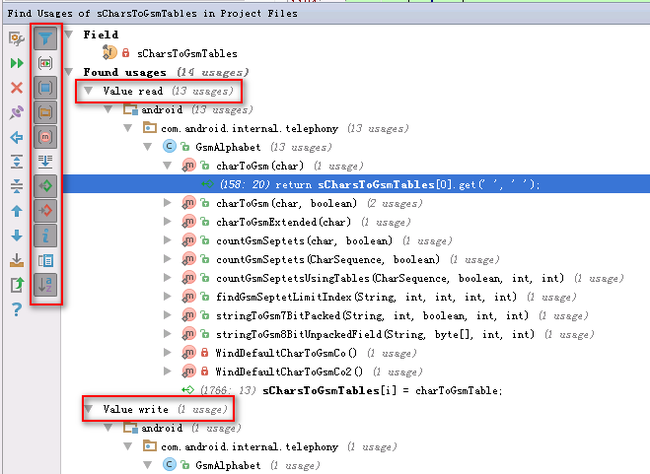 Find Usages of sCharsToGsmTables in Project Files
Field
sCharsToGsmTables
Found usages (14 usages)
Value read (13 usages)
android (13 usages)
com.android.internal.telephony (13 usages)
GsmAlphabet (13 usages)
charToGsm(char) (1 usage)
(158: 20) return sCharsToGsmTables[0].get(' ', ' ');
charToGsm(char, boolean) (2 usages)
charToGsmExtended(char) (1 usage)
countGsmSeptets(char, boolean) (1 usage)
countGsmSeptets(CharSequence, boolean) (1 usage)
countGsmSeptetsUsingTables(CharSequence, boolean, int, int) (1 usage)
findGsmSeptetLimitIndex(String, int, int, int, int) (1 usage)
stringToGsm7BitPacked(String, int, boolean, int, int) (1 usage)
stringToGsm8BitUnpackedField(String, byte[], int, int) (1 usage)
WindDefaultCharToGsmCo() (1 usage)
WindDefaultCharToGsmCo2() (1 usage)
(1766: 13) sCharsToGsmTables[i] = charToGsmTable;
Value write (1 usage)
android (1 usage)
com.android.internal.telephony (1 usage)
GsmAlphabet (1 usage)